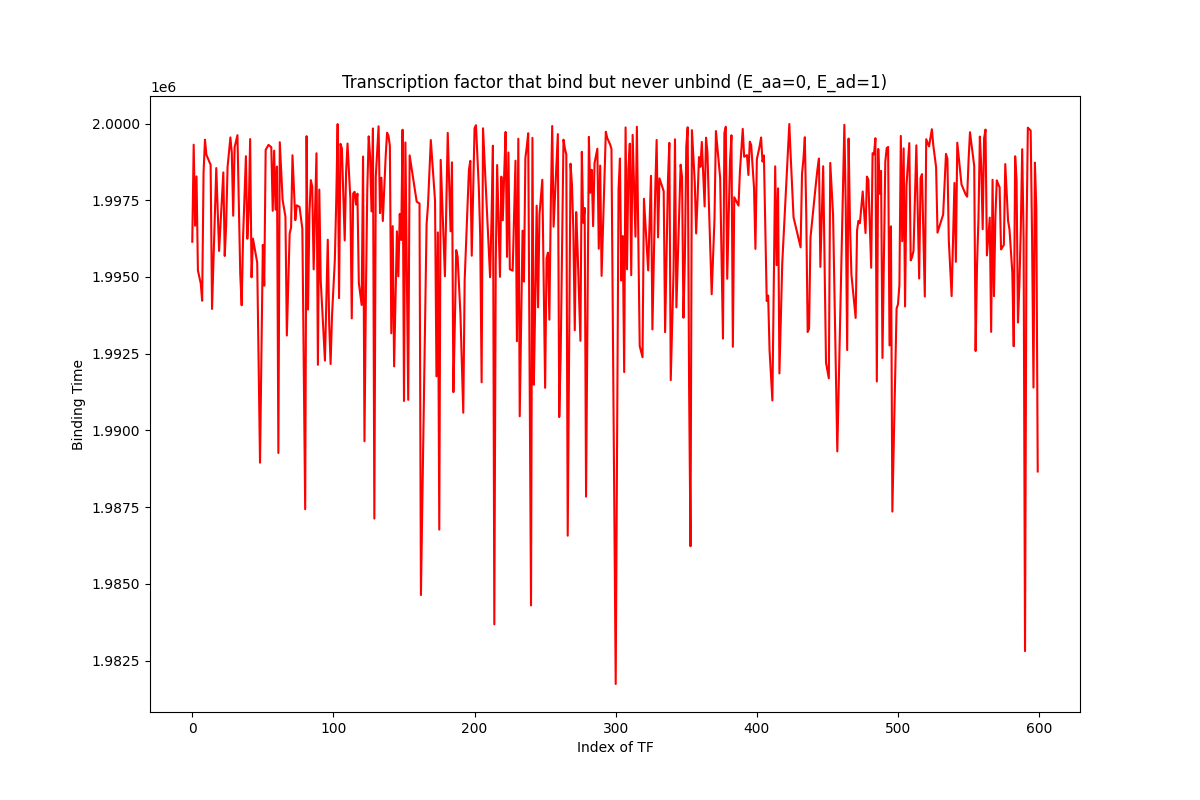 Transcription factor that bind but never unbind (E_aa=0, E_ad=1)
1e6
2.0000
1.9975
1.9950
1.9925
1.9900
1.9875
1.9850
1.9825
Binding Time
0 100 200 300 400 500 600
Index of TF